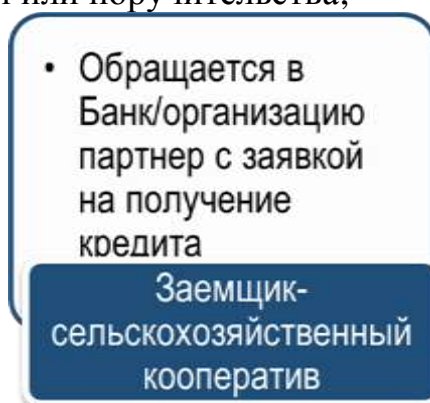 или поручительства;
• Обращается в
Банк/организацию
партнер с заявкой
на получение
кредита
Заемщик-
сельскохозяйственный
кооператив